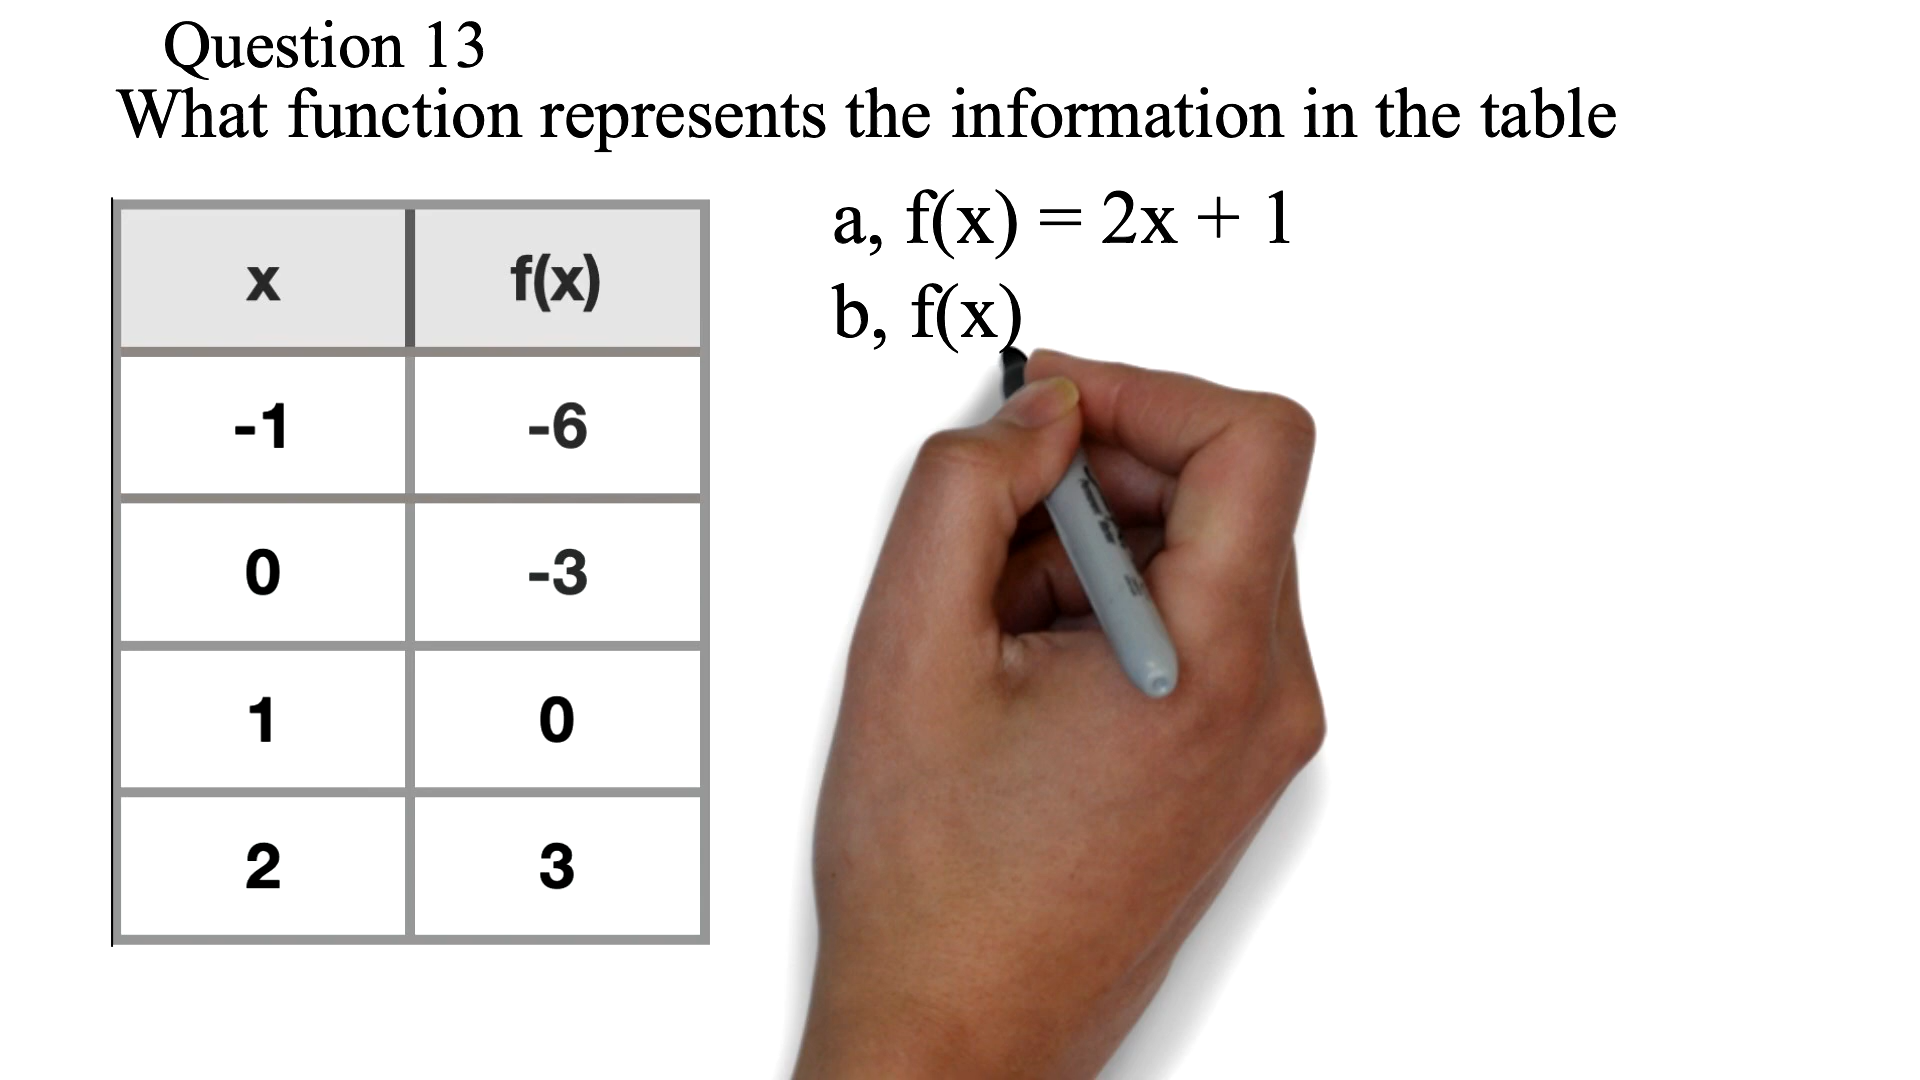 Question 13
What function represents the information in the table
a, f(x) = 2x + 1
b, f(x)
x f(x)
-1 -6
0 -3
1 0
2 3